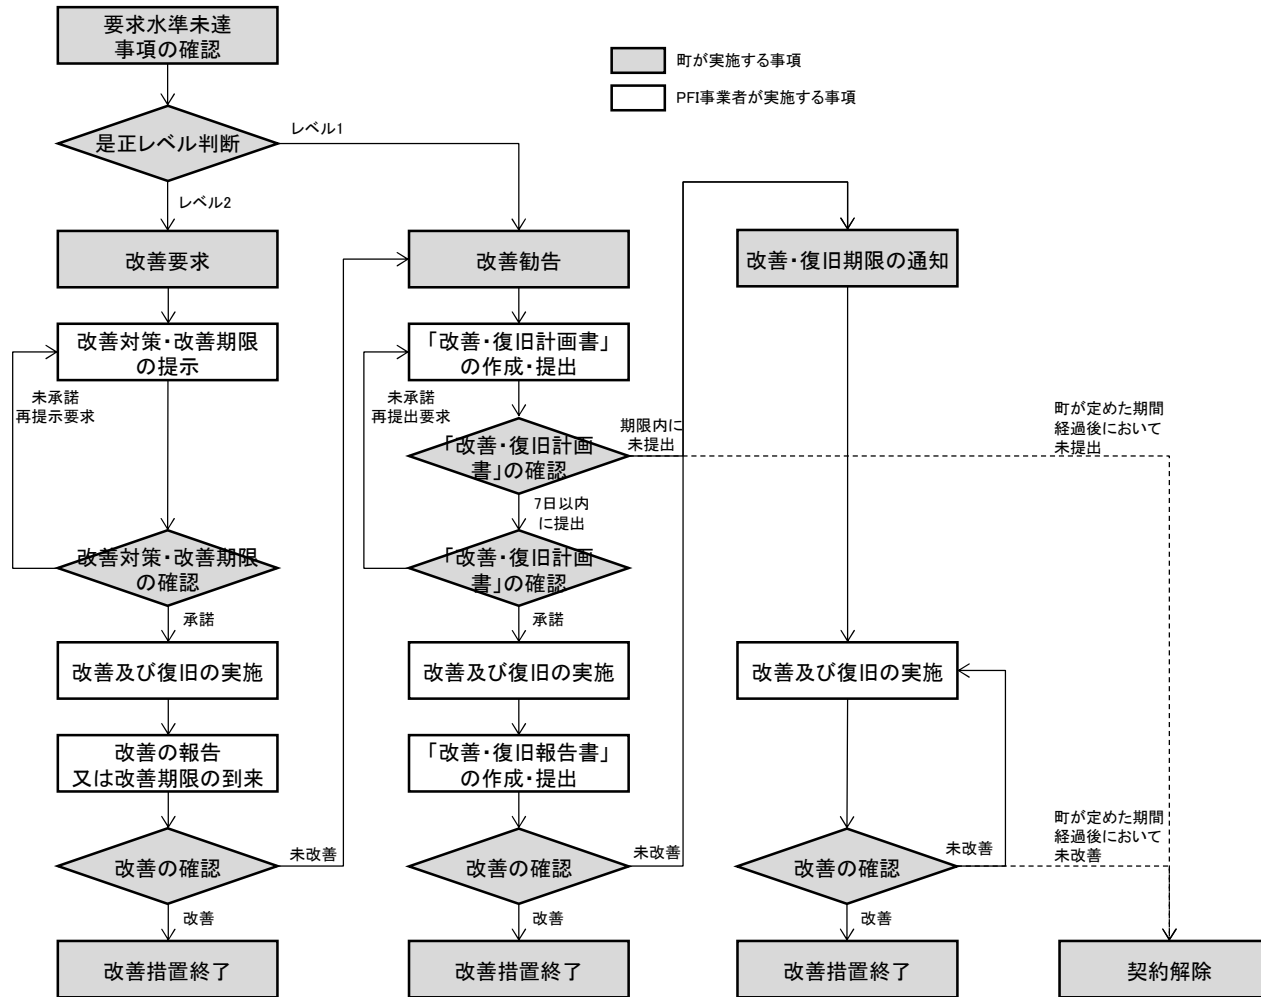 要求水準未達
事項の確認
町が実施する事項
PFI事業者が実施する事項
是正レベル判断
レベル1
レベル2
改善要求
改善勧告
改善・復旧期限の通知
改善対策・改善期限
の提示
「改善・復旧計画書」
の作成・提出
未承諾
再提示要求
未承諾
再提出要求
期限内に
未提出
町が定めた期間
経過後において
未提出
「改善・復旧計画
書」の確認
7日以内
に提出
改善対策・改善期限
の確認
「改善・復旧計画
書」の確認
承諾
承諾
改善及び復旧の実施
改善及び復旧の実施
改善及び復旧の実施
改善の報告
又は改善期限の到来
「改善・復旧報告書」
の作成・提出
町が定めた期間
経過後において
未改善
改善の確認
未改善
改善の確認
未改善
改善の確認
未改善
改善
改善
改善
改善措置終了
改善措置終了
改善措置終了
契約解除